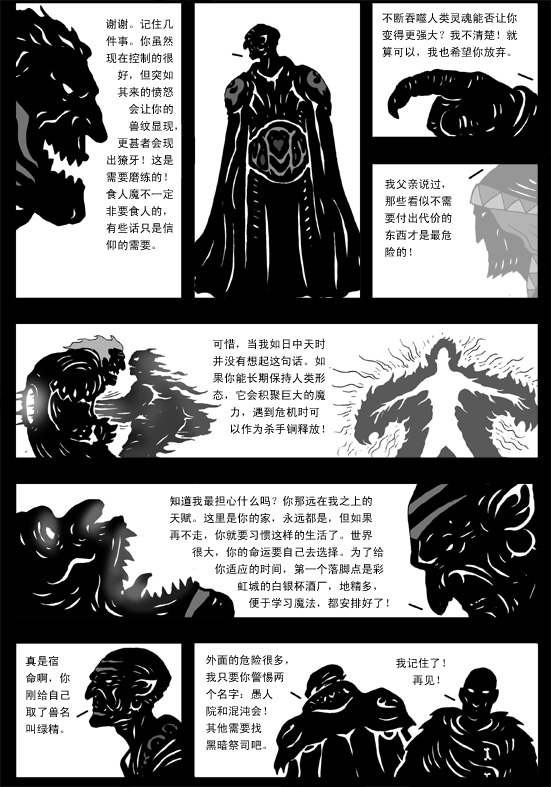 谢谢。记住几
件事。你虽然
现在控制的很
好，但突如
其来的愤怒
会让你的
兽纹显现，
更甚者会现
出獠牙！这是
需要磨练的！
食人魔不一定
非要食人的，
有些话只是信
仰的需要。
不断吞噬人类灵魂能否让你
变得更强大？我不清楚！就
算可以，我也希望你放弃。
我父亲说过，
那些看似不需
要付出代价的
东西才是最危
险的！
可惜，当我如日中天时
并没有想起这句话。如
果你能长期保持人类形
态，它会积聚巨大的魔
力，遇到危机时可
以作为杀手锏释放！
知道我最担心什么吗？你那远在我之上的
天赋。这里是你的家，永远都是，但如果
再不走，你就要习惯这样的生活了。世界
很大，你的命运要自己去选择。为了给
你适应的时间，第一个落脚点是彩
虹城的白银杯酒厂，地精多，
便于学习魔法，都安排好了！
真是宿
命啊，你
刚给自己
取了兽名
叫绿精。
外面的危险很多，
我只要你警惕两
个名字：愚人
院和混沌会！
其他需要找
黑暗祭司吧。
我记住了！
再见！